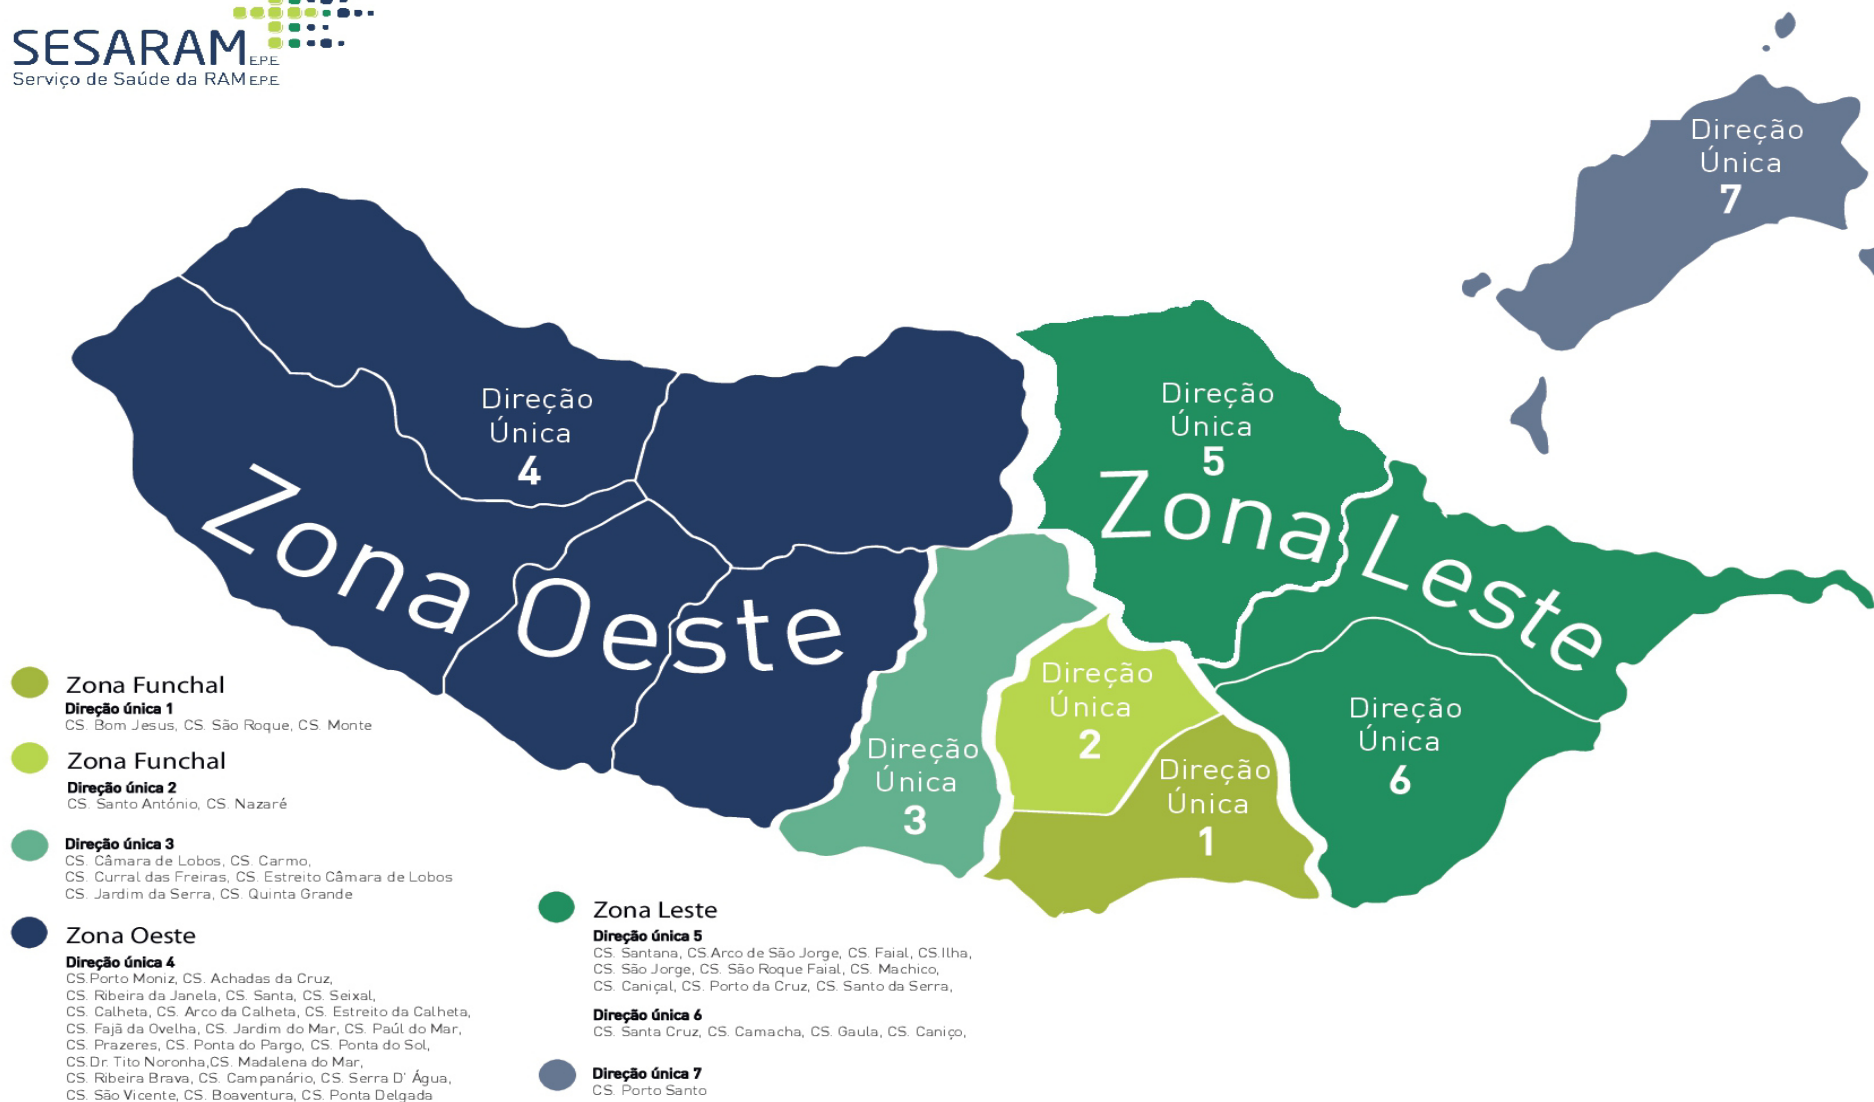 SESARAM E.P.E
Serviço de Saúde da RAM E.P.E
Direção
Única
7
Direção
Única
4
Direção
Única
5
Zona Leste
Zona Oeste
Direção
Única
2
Direção
Única
6
Direção
Única
3
Direção
Única
1
Zona Funchal
Direção única 1
CS. Bom Jesus, CS. São Roque, CS. Monte
Zona Funchal
Direção única 2
CS. Santo António, CS. Nazaré
Direção única 3
CS. Câmara de Lobos, CS. Carmo,
CS. Curral das Freiras, CS. Estreito Câmara de Lobos
CS. Jardim da Serra, CS. Quinta Grande
Zona Oeste
Direção única 4
CS.Porto Moniz, CS. Achadas da Cruz,
CS. Ribeira da Janela, CS. Santa, CS. Seixal,
CS. Calheta, CS. Arco da Calheta, CS. Estreito da Calheta,
CS. Fajã da Ovelha, CS. Jardim do Mar, CS. Paúl do Mar,
CS. Prazeres, CS. Ponta do Pargo, CS. Ponta do Sol,
CS.Dr. Tito Noronha,CS. Madalena do Mar,
CS. Ribeira Brava, CS. Campanário, CS. Serra D' Água,
CS. São Vicente, CS. Boaventura, CS. Ponta Delgada
Zona Leste
Direção única 5
CS. Santana, CS.Arco de São Jorge, CS. Faial, CS.Ilha,
CS. São Jorge, CS. São Roque Faial, CS. Machico,
CS. Caniçal, CS. Porto da Cruz, CS. Santo da Serra,
Direção única 6
CS. Santa Cruz, CS. Camacha, CS. Gaula, CS. Caniço,
Direção única 7
CS. Porto Santo